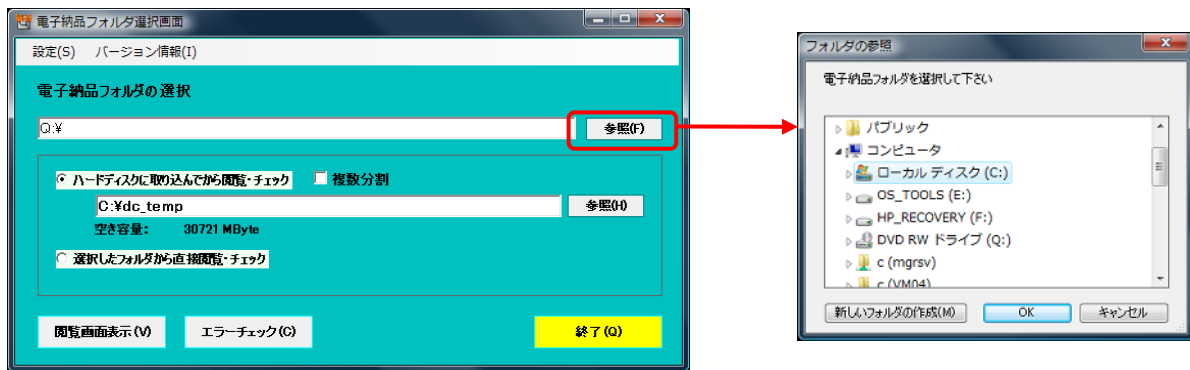 電子納品フォルダ選択画面
設定(S) バージョン情報(I)
電子納品フォルダの選択
Q:¥
参照(F)
ハードディスクに取り込んでから閲覧・チェック
複数分割
C:¥dc_temp
参照(H)
空き容量: 30721 MByte
選択したフォルダから直接閲覧・チェック
閲覧画面表示(V)
エラーチェック(C)
終了(Q)
フォルダの参照
電子納品フォルダを選択して下さい
パブリック
コンピュータ
ローカル ディスク (C:)
OS_TOOLS (E:)
HP_RECOVERY (F:)
DVD RW ドライブ (Q:)
c (mgrsv)
c (VM04)
新しいフォルダの作成(M)
OK
キャンセル